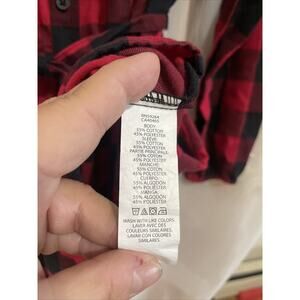 RN59264
CA40465
BODY
55% COTTON
45% POLYESTER
SLEEVE
55% COTTON
45% POLYESTER
PARTIE PRINCIPALE:
55% COTON
45% POLYESTER
MANCHE:
55% COTON
45% POLYESTER
CUERPO:
55% ALGODON
45% POLIESTER
MANGA:
55% ALGODON
45% POLIESTER
WASH WITH LIKE COLORS.
LAVER AVEC DES
COULEURS SIMILAIRES.
LAVAR CON COLORES
SIMILARES